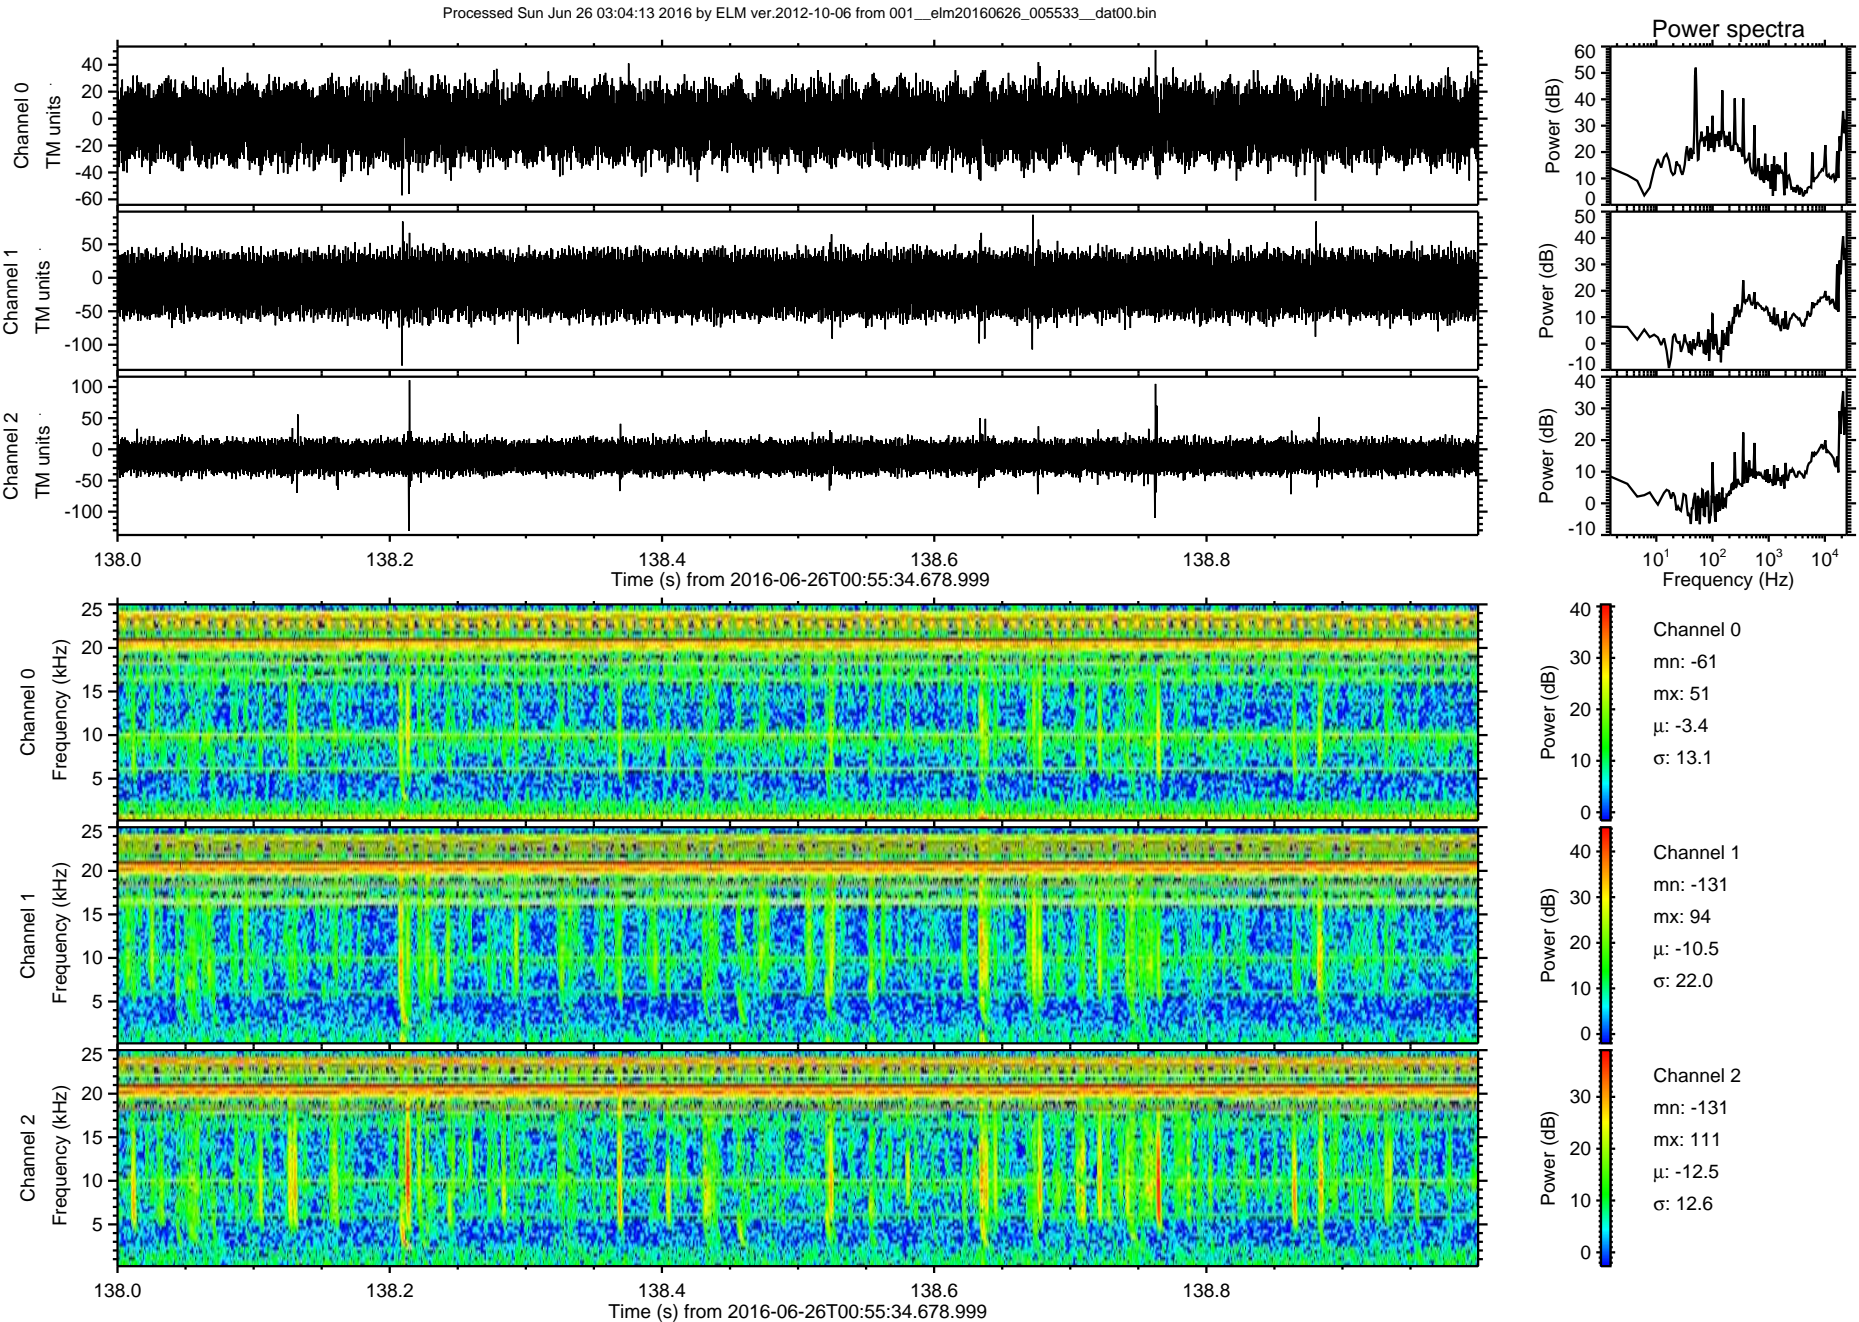 Processed Sun Jun 26 03:04:13 2016 by ELM ver.2012-10-06 from 001__elm20160626_005533__dat00.bin
Power spectra
Channel 0
TM units
40
20
0
-20
-40
-60
Power (dB)
60
50
40
30
20
10
0
Channel 1
TM units
50
0
-50
-100
Power (dB)
50
40
30
20
10
0
-10
Channel 2
TM units
100
50
0
-50
-100
Power (dB)
40
30
20
10
0
-10
138.0 138.2 138.4 138.6 138.8
Time (s) from 2016-06-26T00:55:34.678.999
10¹ 10² 10³ 10⁴
Frequency (Hz)
Channel 0
Frequency (kHz)
25
20
15
10
5
Power (dB)
40
30
20
10
0
Channel 0
mn: -61
mx: 51
μ: -3.4
σ: 13.1
Channel 1
Frequency (kHz)
25
20
15
10
5
Power (dB)
40
30
20
10
0
Channel 1
mn: -131
mx: 94
μ: -10.5
σ: 22.0
Channel 2
Frequency (kHz)
25
20
15
10
5
Power (dB)
30
20
10
0
Channel 2
mn: -131
mx: 111
μ: -12.5
σ: 12.6
138.0 138.2 138.4 138.6 138.8
Time (s) from 2016-06-26T00:55:34.678.999